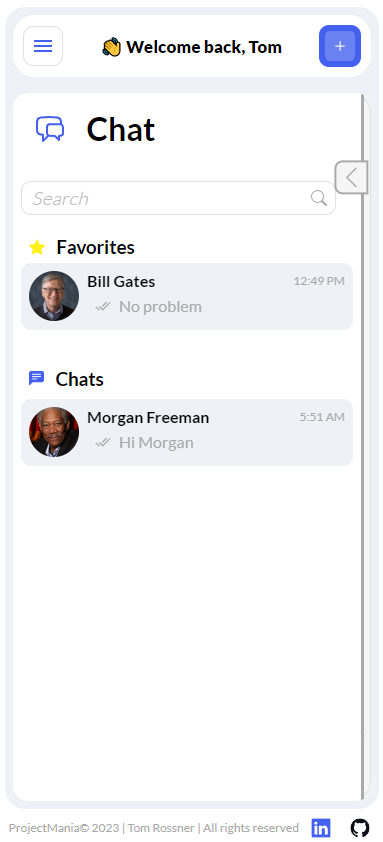 Welcome back, Tom
Chat
Search
Favorites
Bill Gates
12:49 PM
No problem
Chats
Morgan Freeman
5:51 AM
Hi Morgan
ProjectMania© 2023 | Tom Rossner | All rights reserved